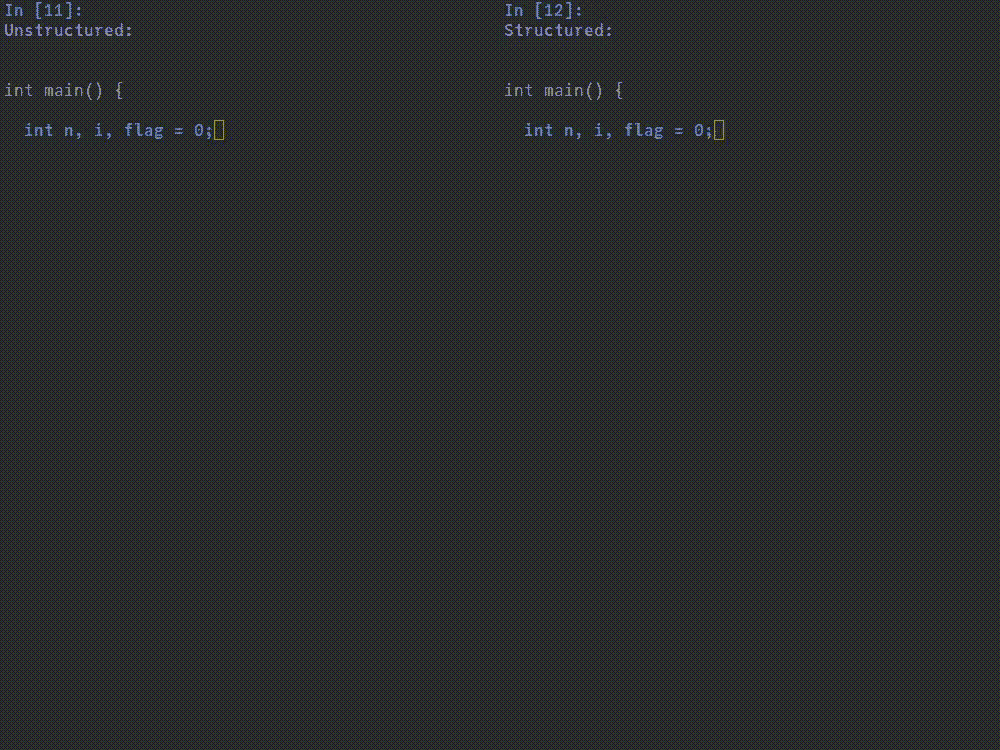 In [11]:
Unstructured:
int main() {
int n, i, flag = 0;
In [12]:
Structured:
int main() {
int n, i, flag = 0;